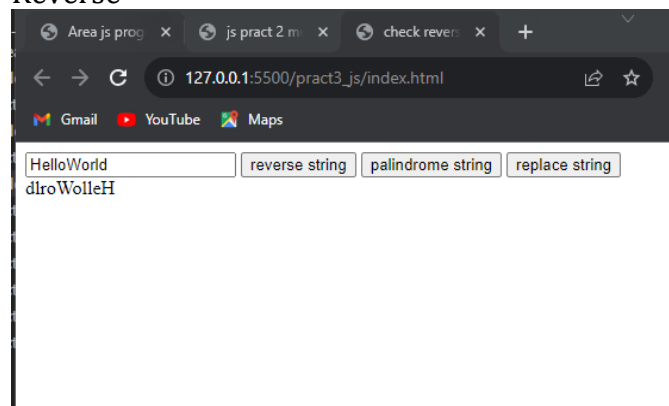 Reverse
Area js prog
js pract 2 m
check revers
127.0.0.1:5500/pract3_js/index.html
Gmail YouTube Maps
HelloWorld reverse string palindrome string replace string
dlroWolleH